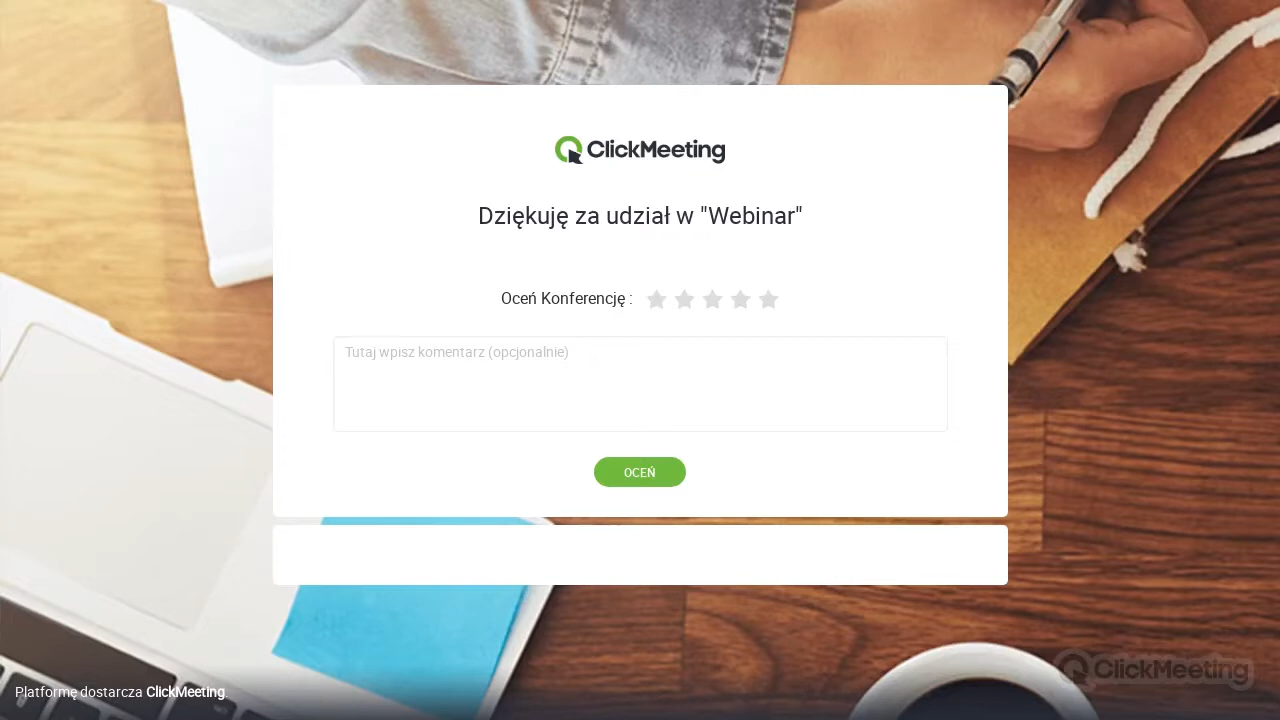 ClickMeeting
Dziękuję za udział w "Webinar"
Oceń Konferencję :
Tutaj wpisz komentarz (opcjonalnie)
OCEŃ
ClickMeeting
Platformę dostarcza ClickMeeting.